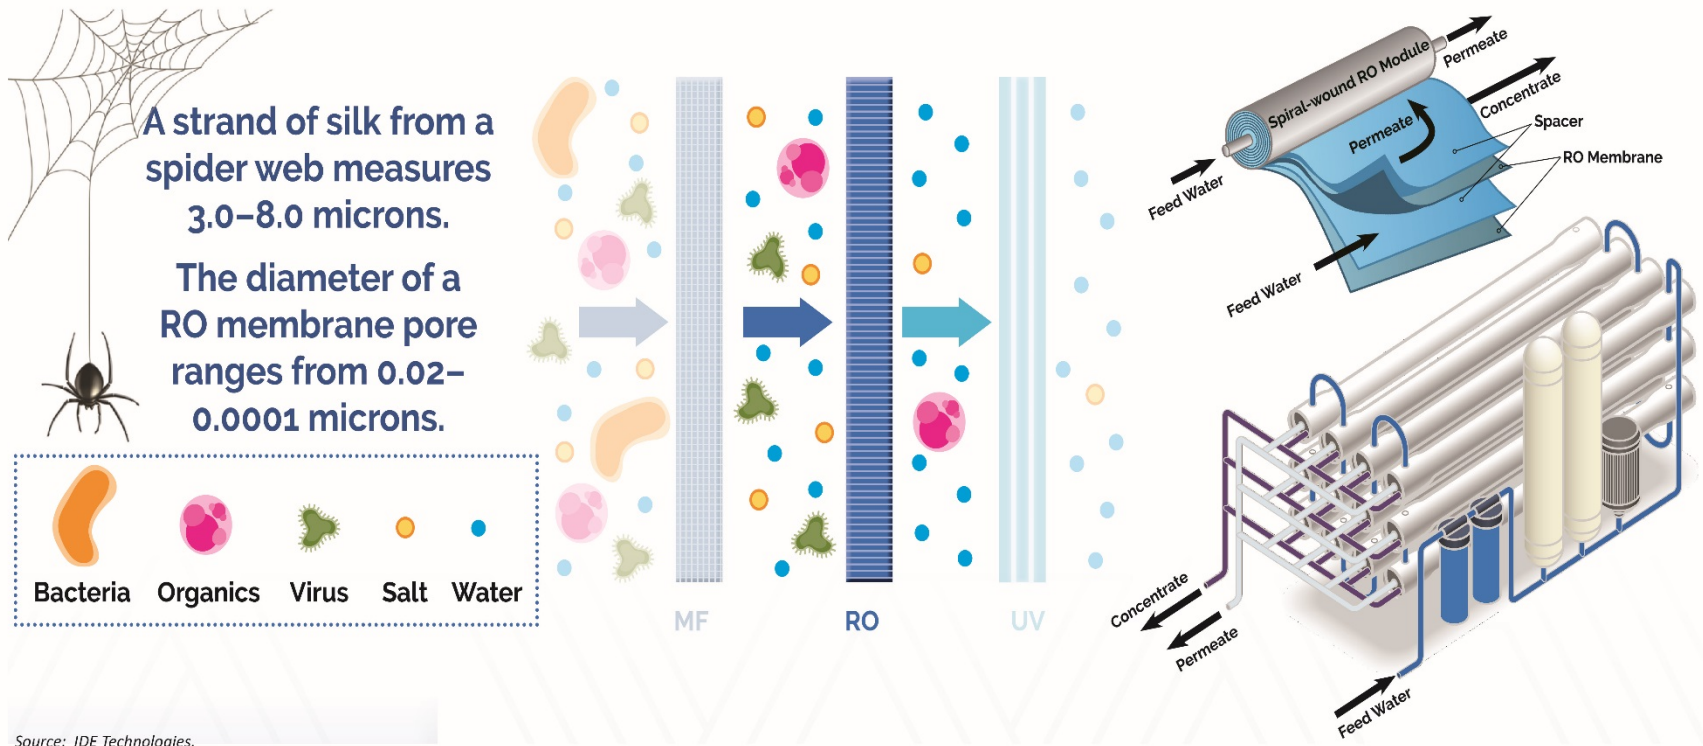 A strand of silk from a
spider web measures
3.0–8.0 microns.
The diameter of a
RO membrane pore
ranges from 0.02–
0.0001 microns.
Bacteria
Organics
Virus
Salt
Water
MF
RO
UV
Spiral-wound RO Module
Permeate
Concentrate
Permeate
Spacer
RO Membrane
Feed Water
Feed Water
Concentrate
Permeate
Feed Water
Source: IDE Technologies.